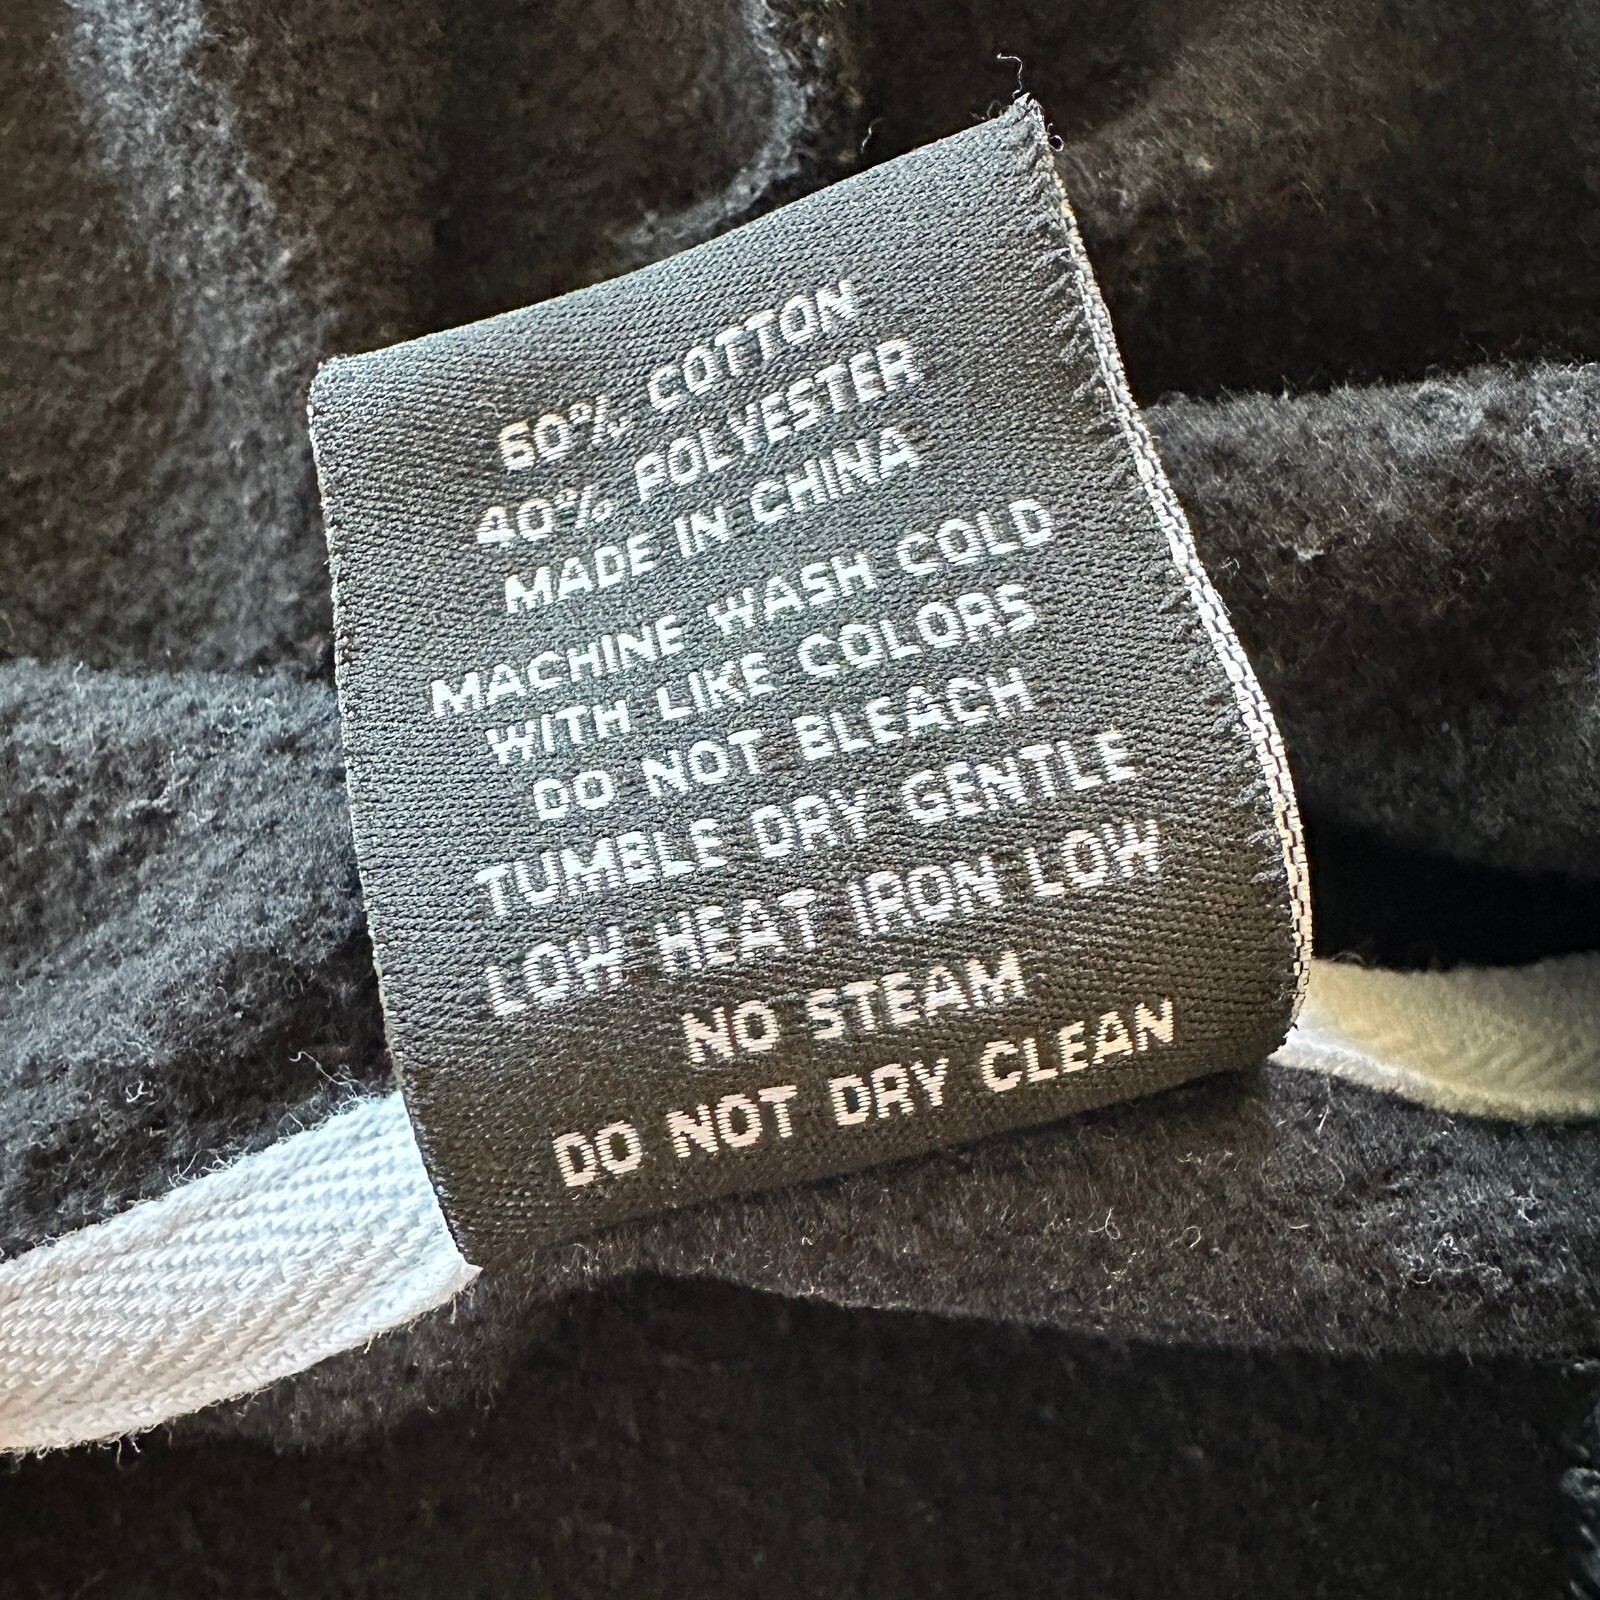 60% COTTON
40% POLYESTER
MADE IN CHINA
MACHINE WASH COLD
WITH LIKE COLORS
DO NOT BLEACH
TUMBLE DRY GENTLE
LOW HEAT IRON LOW
NO STEAM
DO NOT DRY CLEAN